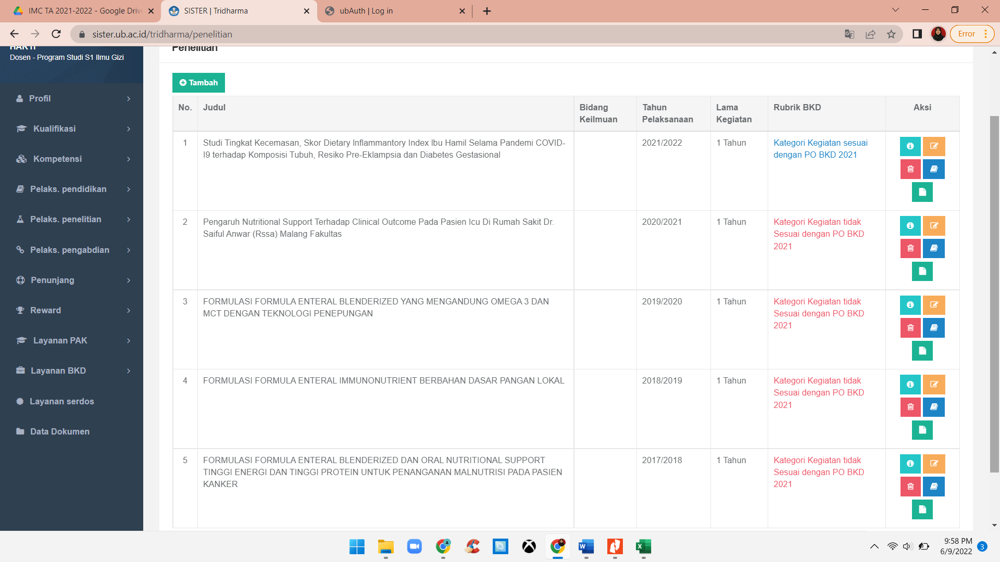 IMC TA 2021-2022 - Google Driv
SISTER | Tridharma
ubAuth | Log in
sister.ub.ac.id/tridharma/penelitian
Error
HARTI
Dosen - Program Studi S1 Ilmu Gizi
Profil
Kualifikasi
Kompetensi
Pelaks. pendidikan
Pelaks. penelitian
Pelaks. pengabdian
Penunjang
Reward
Layanan PAK
Layanan BKD
Layanan serdos
Data Dokumen
Penelitian
Tambah
No.
Judul
Bidang
Keilmuan
Tahun
Pelaksanaan
Lama
Kegiatan
Rubrik BKD
Aksi
1
Studi Tingkat Kecemasan, Skor Dietary Inflammantory Index Ibu Hamil Selama Pandemi COVID-
I9 terhadap Komposisi Tubuh, Resiko Pre-Eklampsia dan Diabetes Gestasional
2021/2022
1 Tahun
Kategori Kegiatan sesuai
dengan PO BKD 2021
2
Pengaruh Nutritional Support Terhadap Clinical Outcome Pada Pasien Icu Di Rumah Sakit Dr.
Saiful Anwar (Rssa) Malang Fakultas
2020/2021
1 Tahun
Kategori Kegiatan tidak
Sesuai dengan PO BKD
2021
3
FORMULASI FORMULA ENTERAL BLENDERIZED YANG MENGANDUNG OMEGA 3 DAN
MCT DENGAN TEKNOLOGI PENEPUNGAN
2019/2020
1 Tahun
Kategori Kegiatan tidak
Sesuai dengan PO BKD
2021
4
FORMULASI FORMULA ENTERAL IMMUNONUTRIENT BERBAHAN DASAR PANGAN LOKAL
2018/2019
1 Tahun
Kategori Kegiatan tidak
Sesuai dengan PO BKD
2021
5
FORMULASI FORMULA ENTERAL BLENDERIZED DAN ORAL NUTRITIONAL SUPPORT
TINGGI ENERGI DAN TINGGI PROTEIN UNTUK PENANGANAN MALNUTRISI PADA PASIEN
KANKER
2017/2018
1 Tahun
Kategori Kegiatan tidak
Sesuai dengan PO BKD
2021
9:58 PM
6/9/2022
3